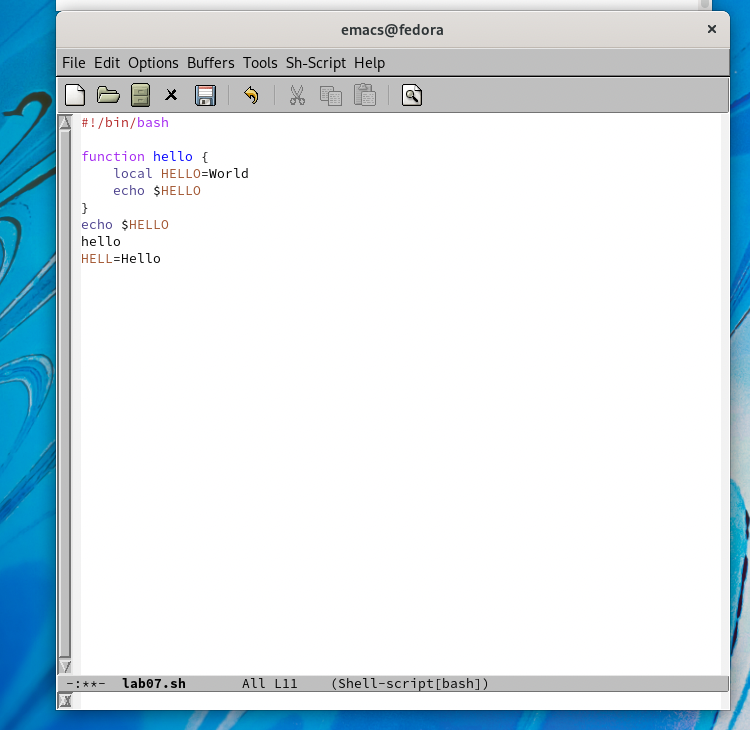 emacs@fedora
File Edit Options Buffers Tools Sh-Script Help
#!/bin/bash
function hello {
    local HELLO=World
    echo $HELLO
}
echo $HELLO
hello
HELL=Hello
-:**-  lab07.sh       All L11    (Shell-script[bash])